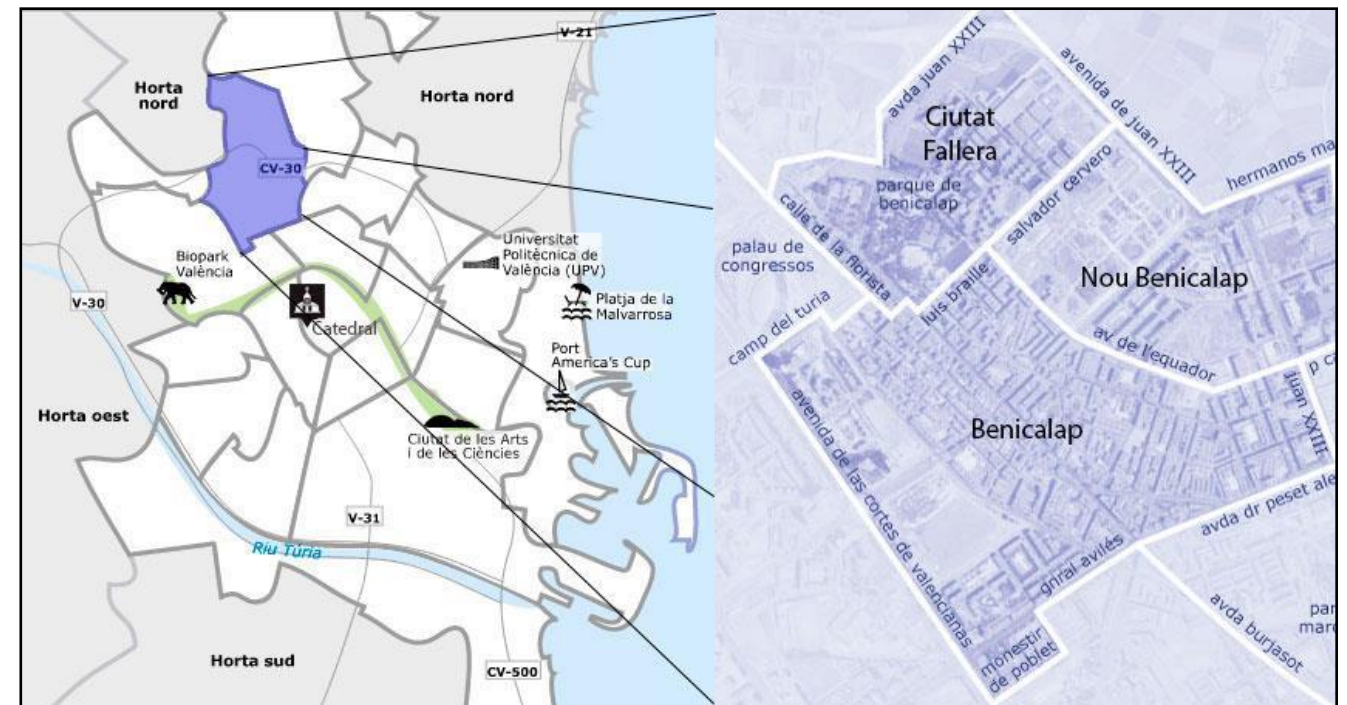 V-21
Horta
nord
Horta nord
CV-30
Biopark
València
Universitat
Politècnica de
València (UPV)
V-30
Platja de la
Malvarrosa
Catedral
Port
America's Cup
Horta oest
Ciutat de les Arts
i de les Ciències
V-31
Riu Túria
Horta sud
CV-500
avda juan XXIII
avenida de juan XXIII
Ciutat
Fallera
parque de
benicalap
salvador cervero
hermanos ma
calle de la florista
palau de
congressos
Nou Benicalap
luis braille
camp del turia
av de l'equador
p ca
juan XXIII
Benicalap
avenida de las cortes de valencianas
avda dr peset ale
gnral avilés
avda burjasot
par
marc
monestir
de poblet